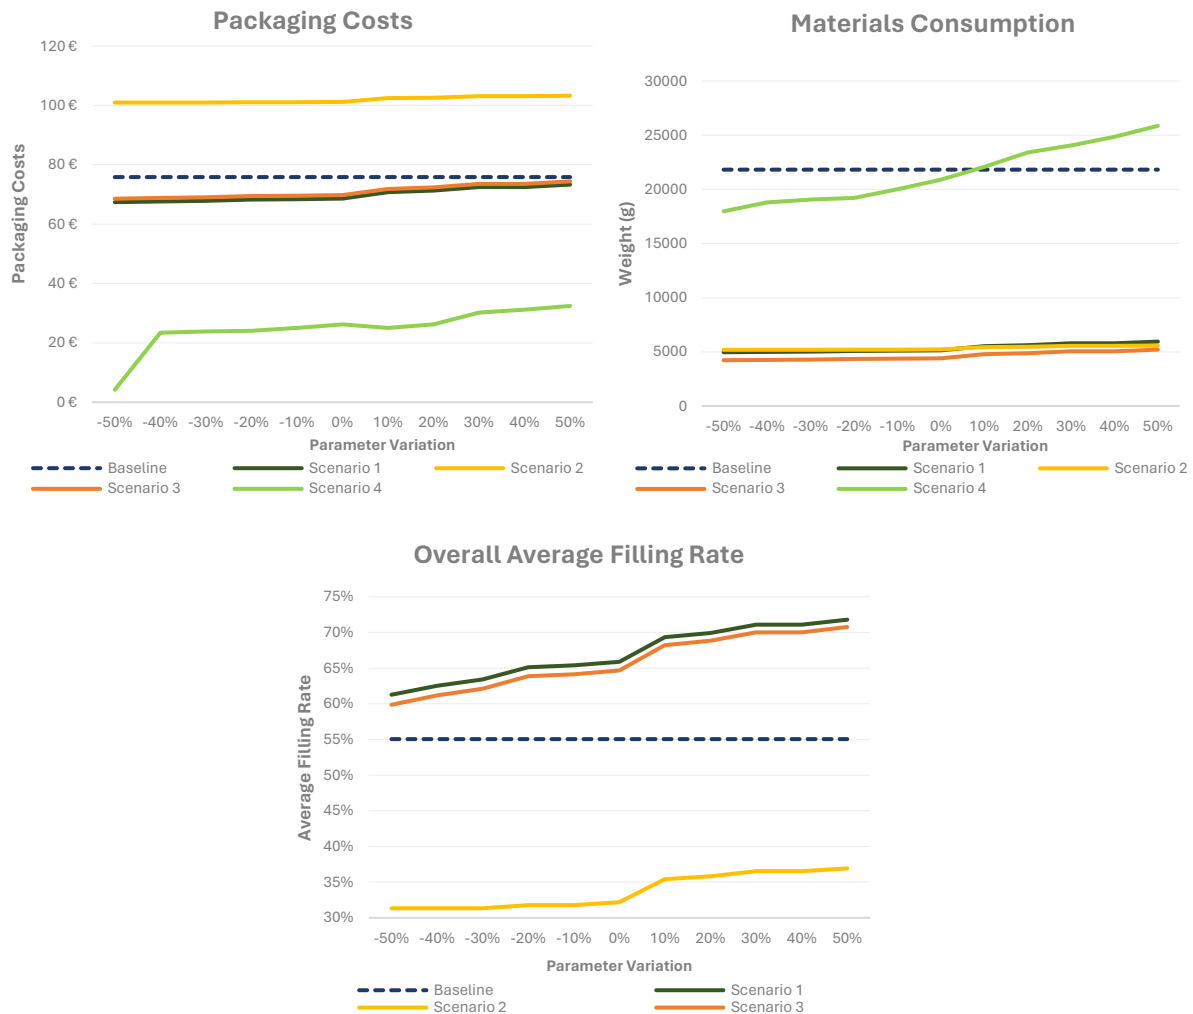 Packaging Costs
120 €
100 €
80 €
60 €
40 €
20 €
0 €
Packaging Costs
-50% -40% -30% -20% -10% 0% 10% 20% 30% 40% 50%
Parameter Variation
Baseline Scenario 1 Scenario 2
Scenario 3 Scenario 4
Materials Consumption
30000
25000
20000
15000
10000
5000
0
Weight (g)
-50% -40% -30% -20% -10% 0% 10% 20% 30% 40% 50%
Parameter Variation
Baseline Scenario 1 Scenario 2
Scenario 3 Scenario 4
Overall Average Filling Rate
75%
70%
65%
60%
55%
50%
45%
40%
35%
30%
Average Filling Rate
-50% -40% -30% -20% -10% 0% 10% 20% 30% 40% 50%
Parameter Variation
Baseline Scenario 1
Scenario 2 Scenario 3